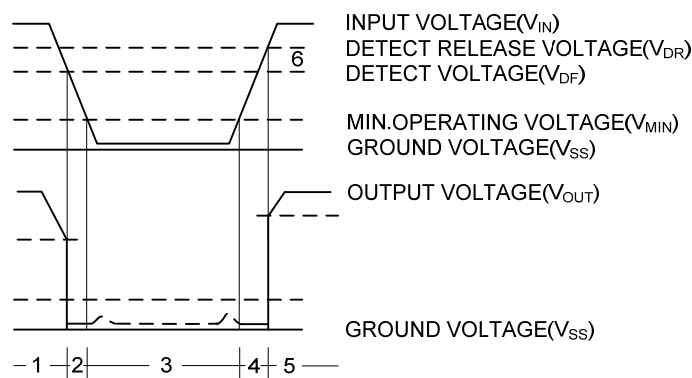 INPUT VOLTAGE(VIN)
DETECT RELEASE VOLTAGE(VDR)
6
DETECT VOLTAGE(VDF)
MIN.OPERATING VOLTAGE(VMIN)
GROUND VOLTAGE(VSS)
OUTPUT VOLTAGE(VOUT)
GROUND VOLTAGE(VSS)
1 2 3 4 5